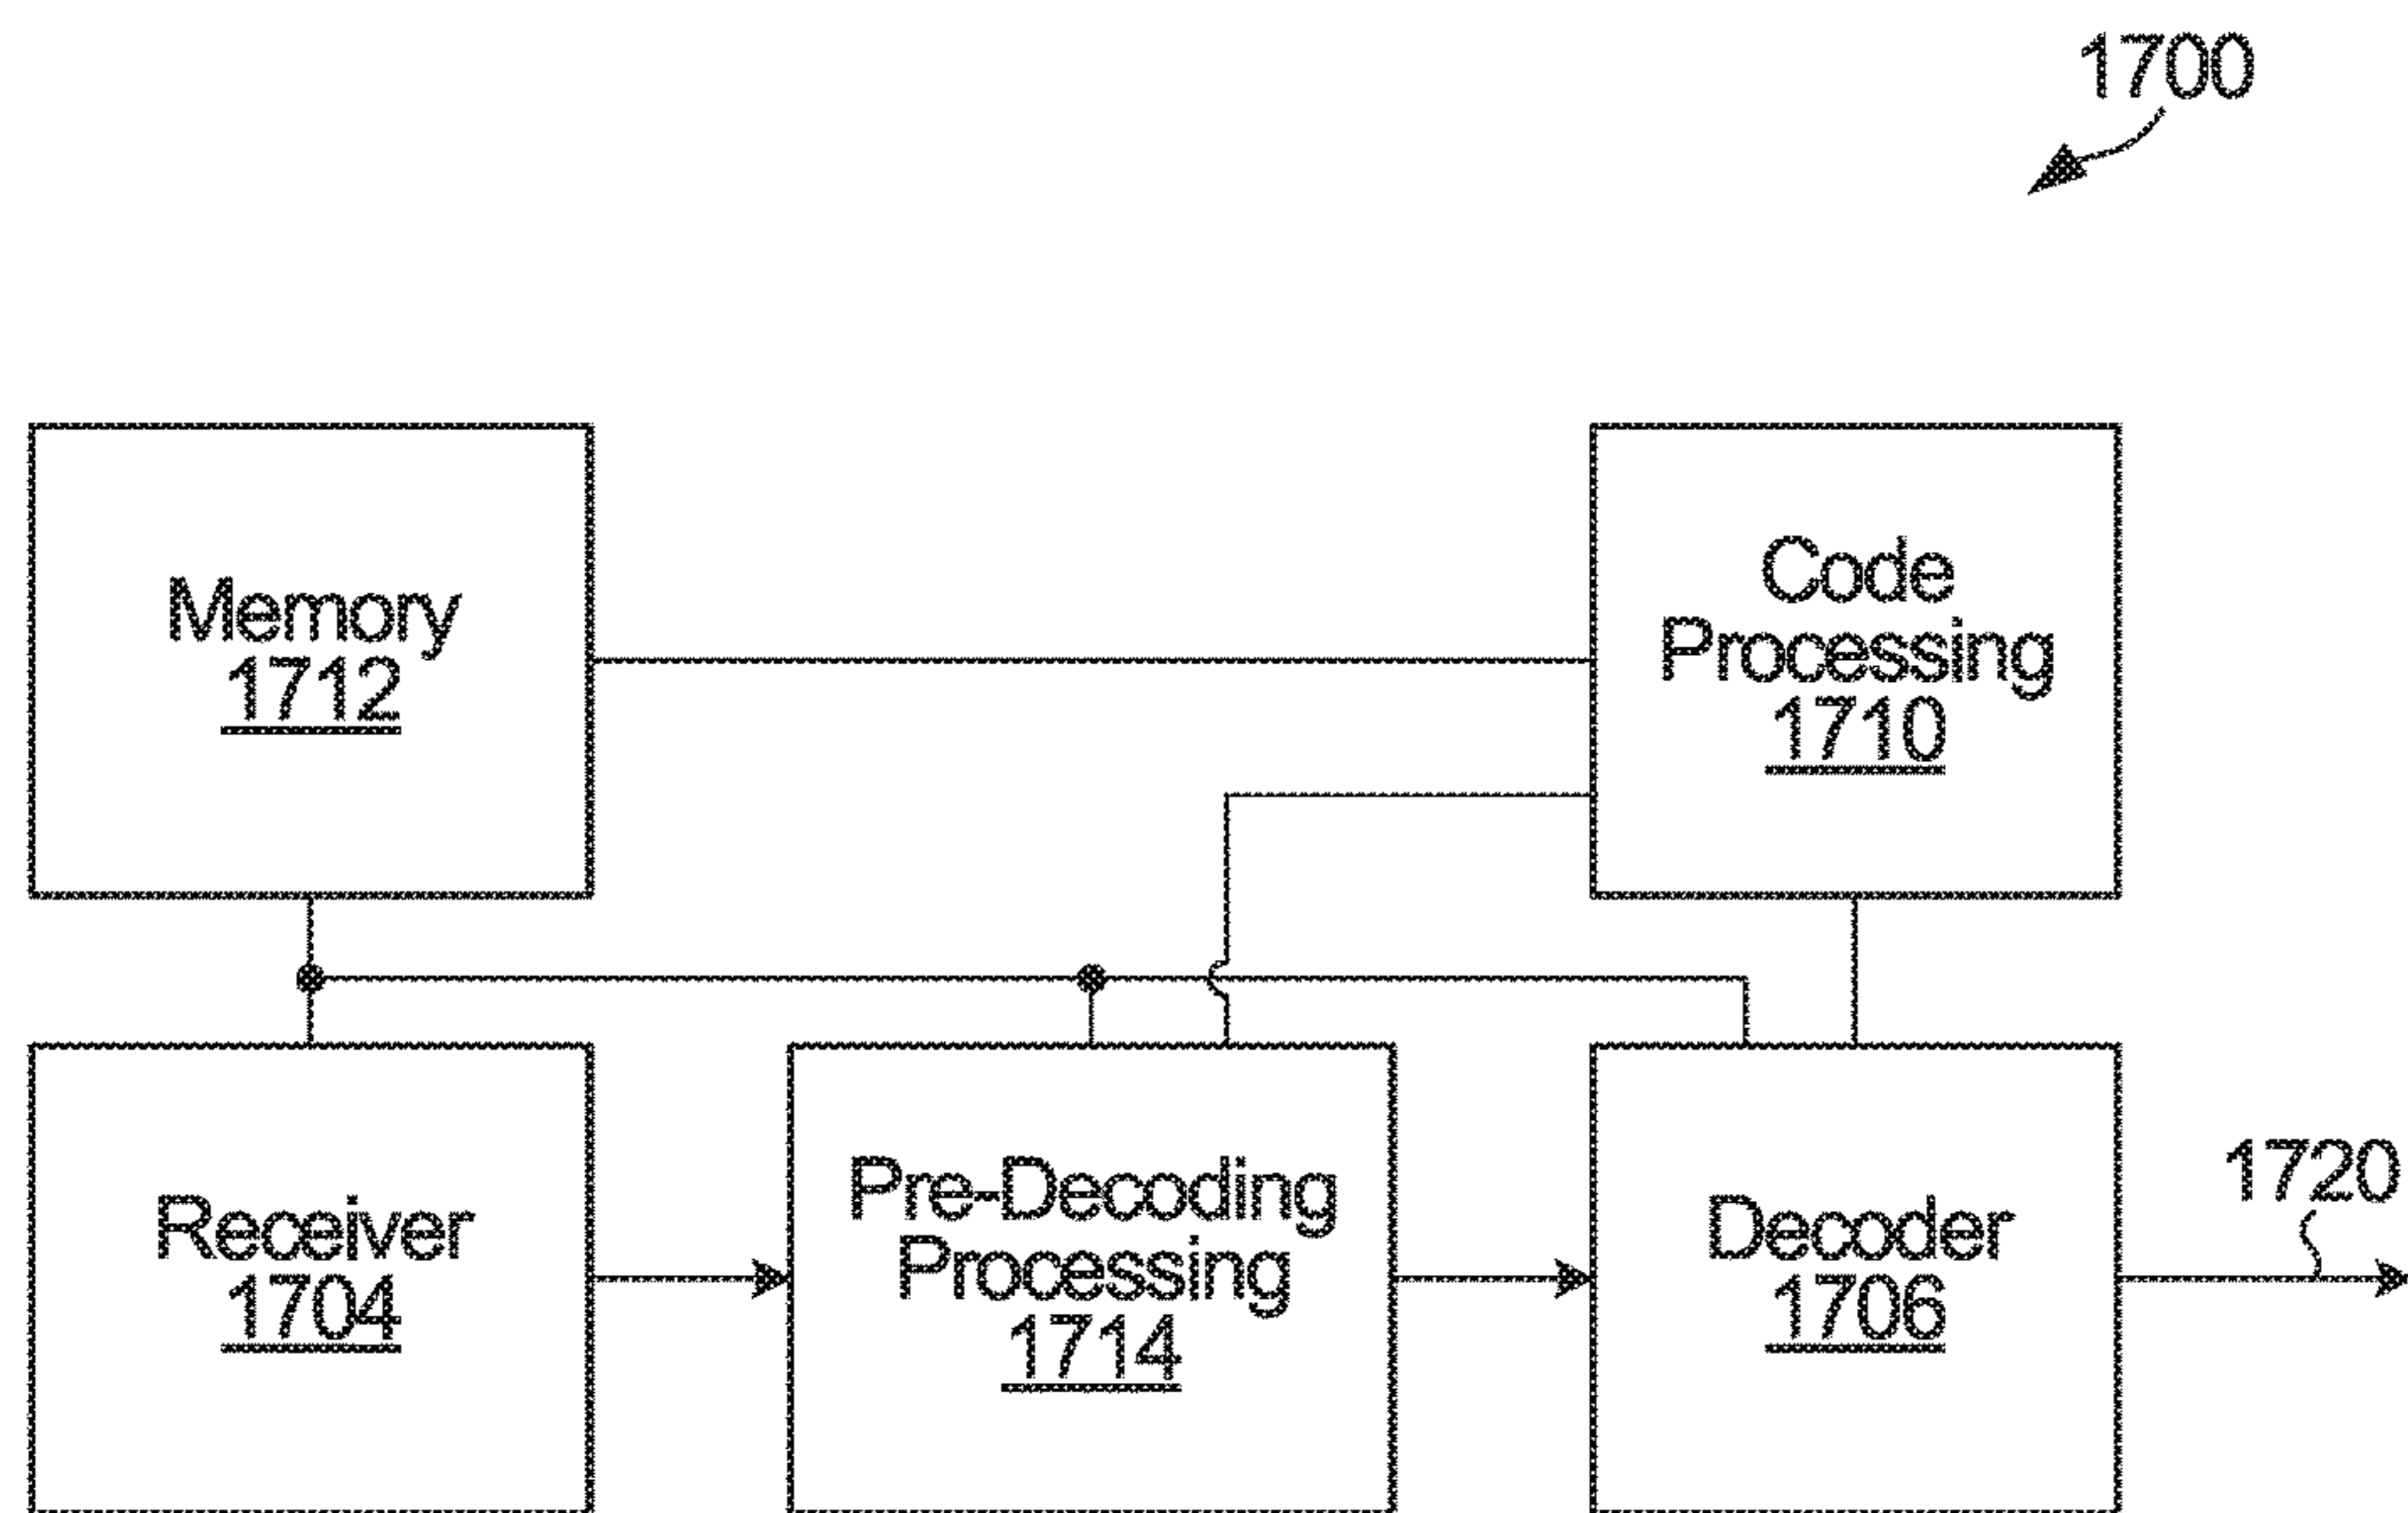 1700
Memory
1712
Code
Processing
1710
Receiver
1704
Pre-Decoding
Processing
1714
Decoder
1706
1720